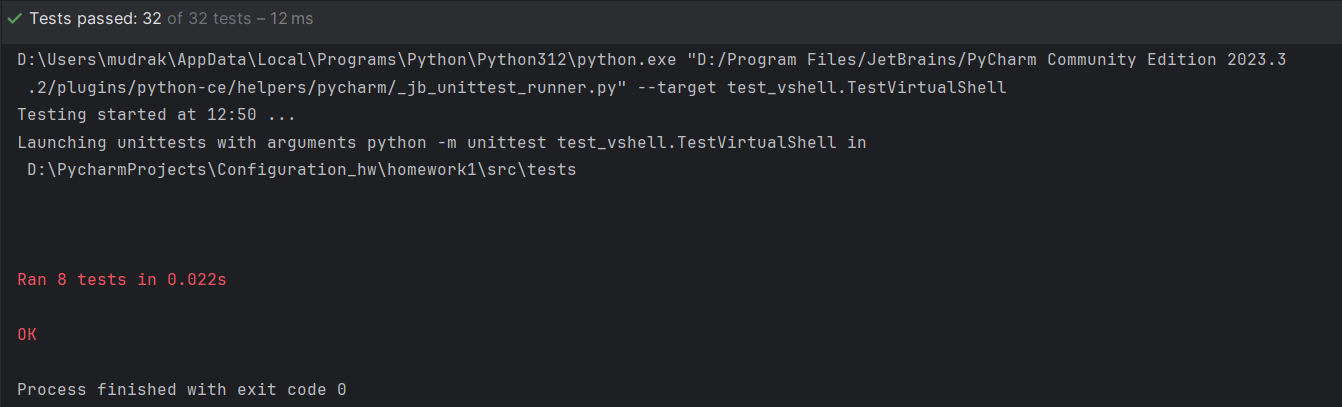 Tests passed: 32 of 32 tests – 12 ms
D:\Users\mudrak\AppData\Local\Programs\Python\Python312\python.exe "D:/Program Files/JetBrains/PyCharm Community Edition 2023.3
.2/plugins/python-ce/helpers/pycharm/_jb_unittest_runner.py" --target test_vshell.TestVirtualShell
Testing started at 12:50 ...
Launching unittests with arguments python -m unittest test_vshell.TestVirtualShell in
D:\PycharmProjects\Configuration_hw\homework1\src\tests
Ran 8 tests in 0.022s
OK
Process finished with exit code 0